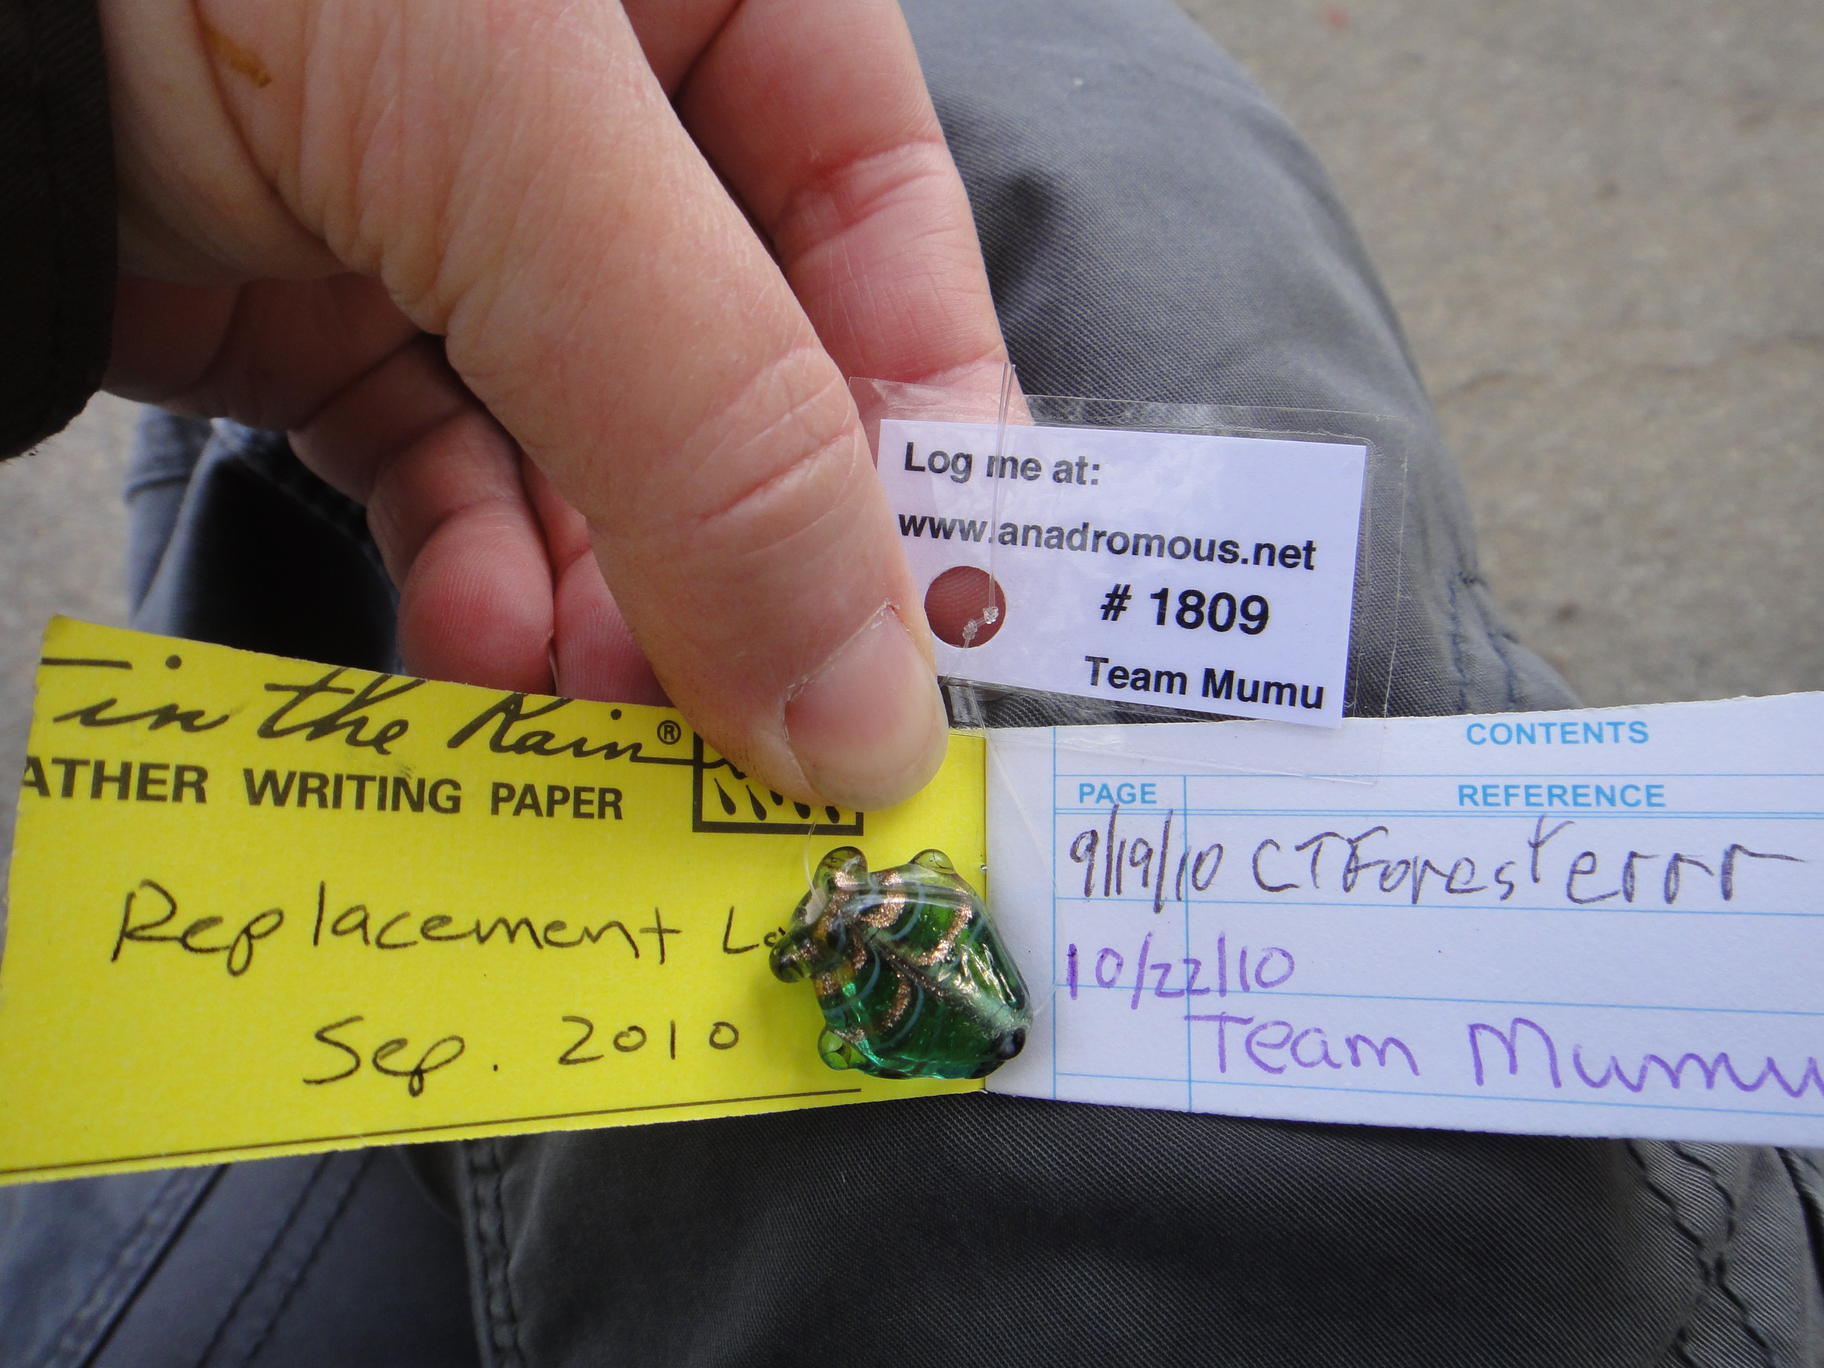 Log me at:
www.anadromous.net
# 1809
Team Mumu
in the Rain®
ATHER WRITING PAPER
Replacement
Sep. 2010
CONTENTS
PAGE REFERENCE
9/19/10 CTForesterrr
10/22/10
Team Mumu